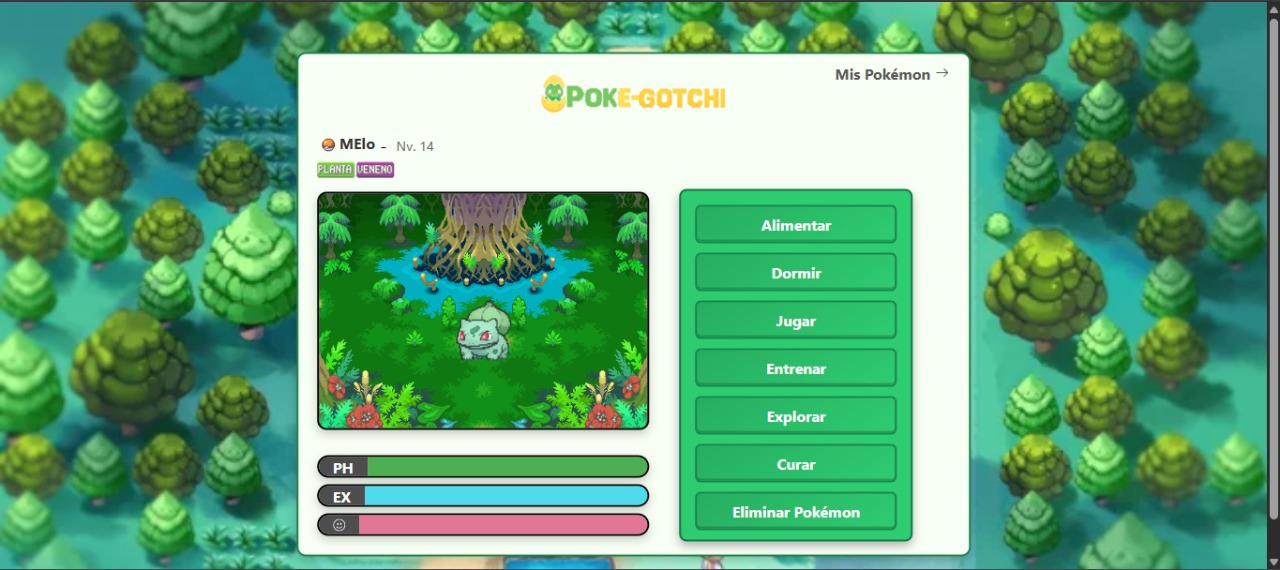 Mis Pokémon →
POKE-GOTCHI
MElo - Nv. 14
PLANTA VENENO
Alimentar
Dormir
Jugar
Entrenar
Explorar
Curar
Eliminar Pokémon
PH
EX